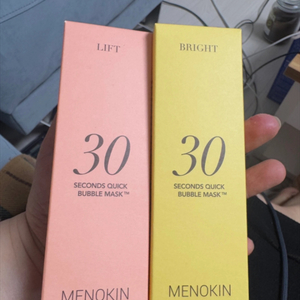 LIFT
30
SECONDS QUICK
BUBBLE MASK™
MENOKIN
BRIGHT
30
SECONDS QUICK
BUBBLE MASK™
MENOKIN